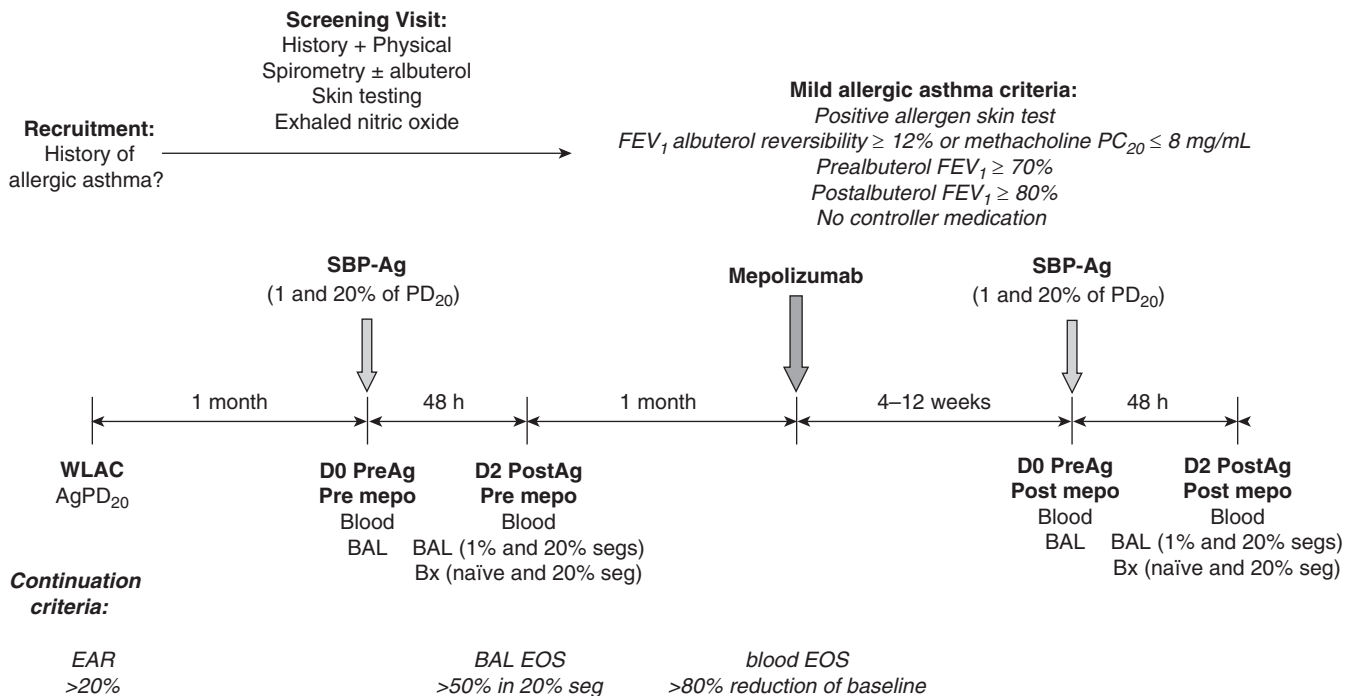 Screening Visit:
History + Physical
Spirometry ± albuterol
Skin testing
Exhaled nitric oxide
Recruitment:
History of
allergic asthma?
Mild allergic asthma criteria:
Positive allergen skin test
FEV1 albuterol reversibility ≥ 12% or methacholine PC20 ≤ 8 mg/mL
Prealbuterol FEV1 ≥ 70%
Postalbuterol FEV1 ≥ 80%
No controller medication
SBP-Ag
(1 and 20% of PD20)
Mepolizumab
SBP-Ag
(1 and 20% of PD20)
1 month
48 h
1 month
4–12 weeks
48 h
WLAC
AgPD20
D0 PreAg
Pre mepo
Blood
BAL
D2 PostAg
Pre mepo
Blood
BAL (1% and 20% segs)
Bx (naïve and 20% seg)
D0 PreAg
Post mepo
Blood
BAL
D2 PostAg
Post mepo
Blood
BAL (1% and 20% segs)
Bx (naïve and 20% seg)
Continuation
criteria:
EAR
>20%
BAL EOS
>50% in 20% seg
blood EOS
>80% reduction of baseline